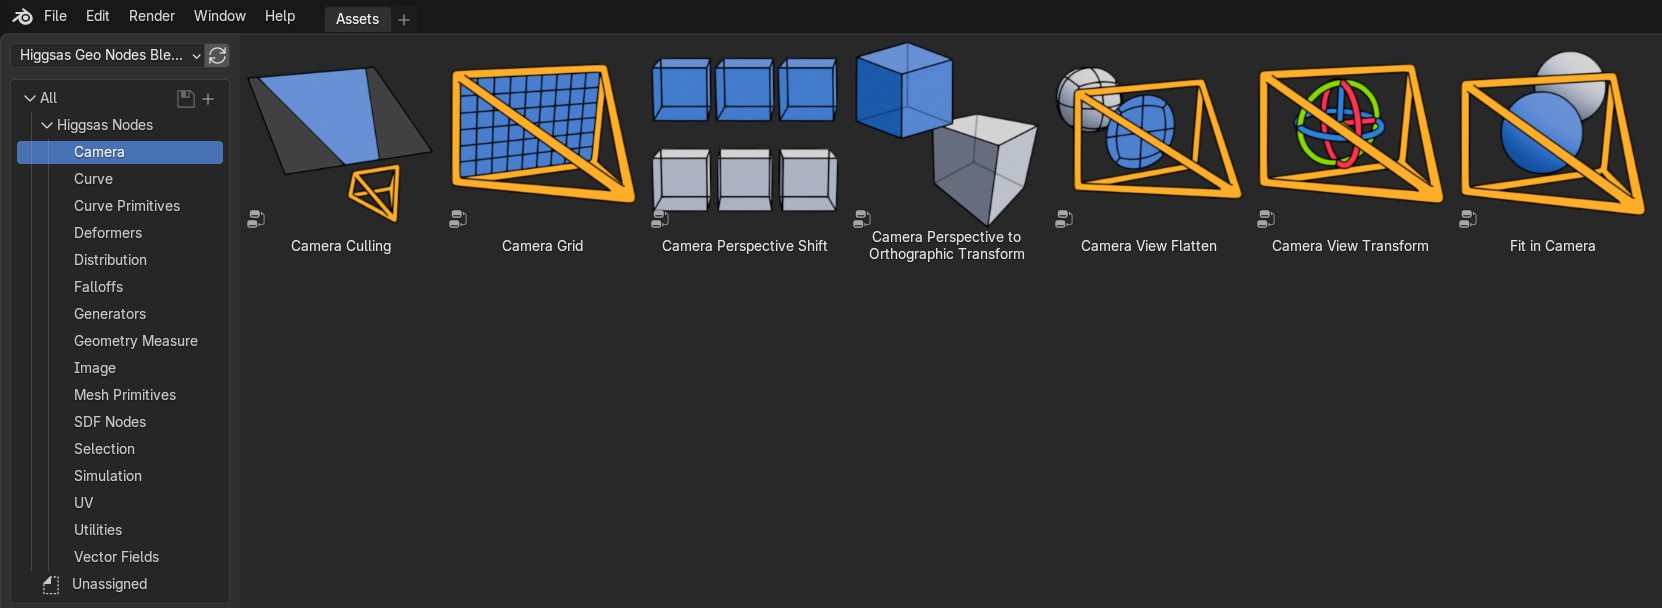 File Edit Render Window Help Assets
Higgsas Geo Nodes Ble...
All
Higgsas Nodes
Camera
Curve
Curve Primitives
Deformers
Distribution
Falloffs
Generators
Geometry Measure
Image
Mesh Primitives
SDF Nodes
Selection
Simulation
UV
Utilities
Vector Fields
Unassigned
Camera Culling
Camera Grid
Camera Perspective Shift
Camera Perspective to
Orthographic Transform
Camera View Flatten
Camera View Transform
Fit in Camera